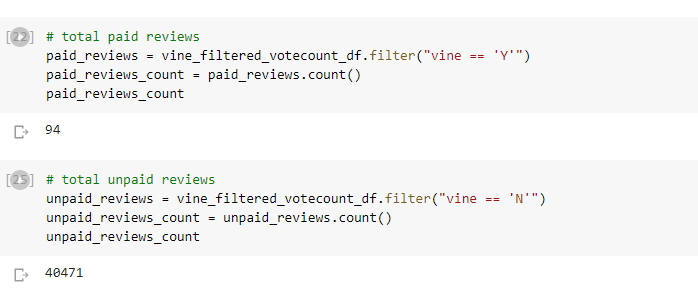 [22] # total paid reviews
paid_reviews = vine_filtered_votecount_df.filter("vine == 'Y'")
paid_reviews_count = paid_reviews.count()
paid_reviews_count
94
[25] # total unpaid reviews
unpaid_reviews = vine_filtered_votecount_df.filter("vine == 'N'")
unpaid_reviews_count = unpaid_reviews.count()
unpaid_reviews_count
40471